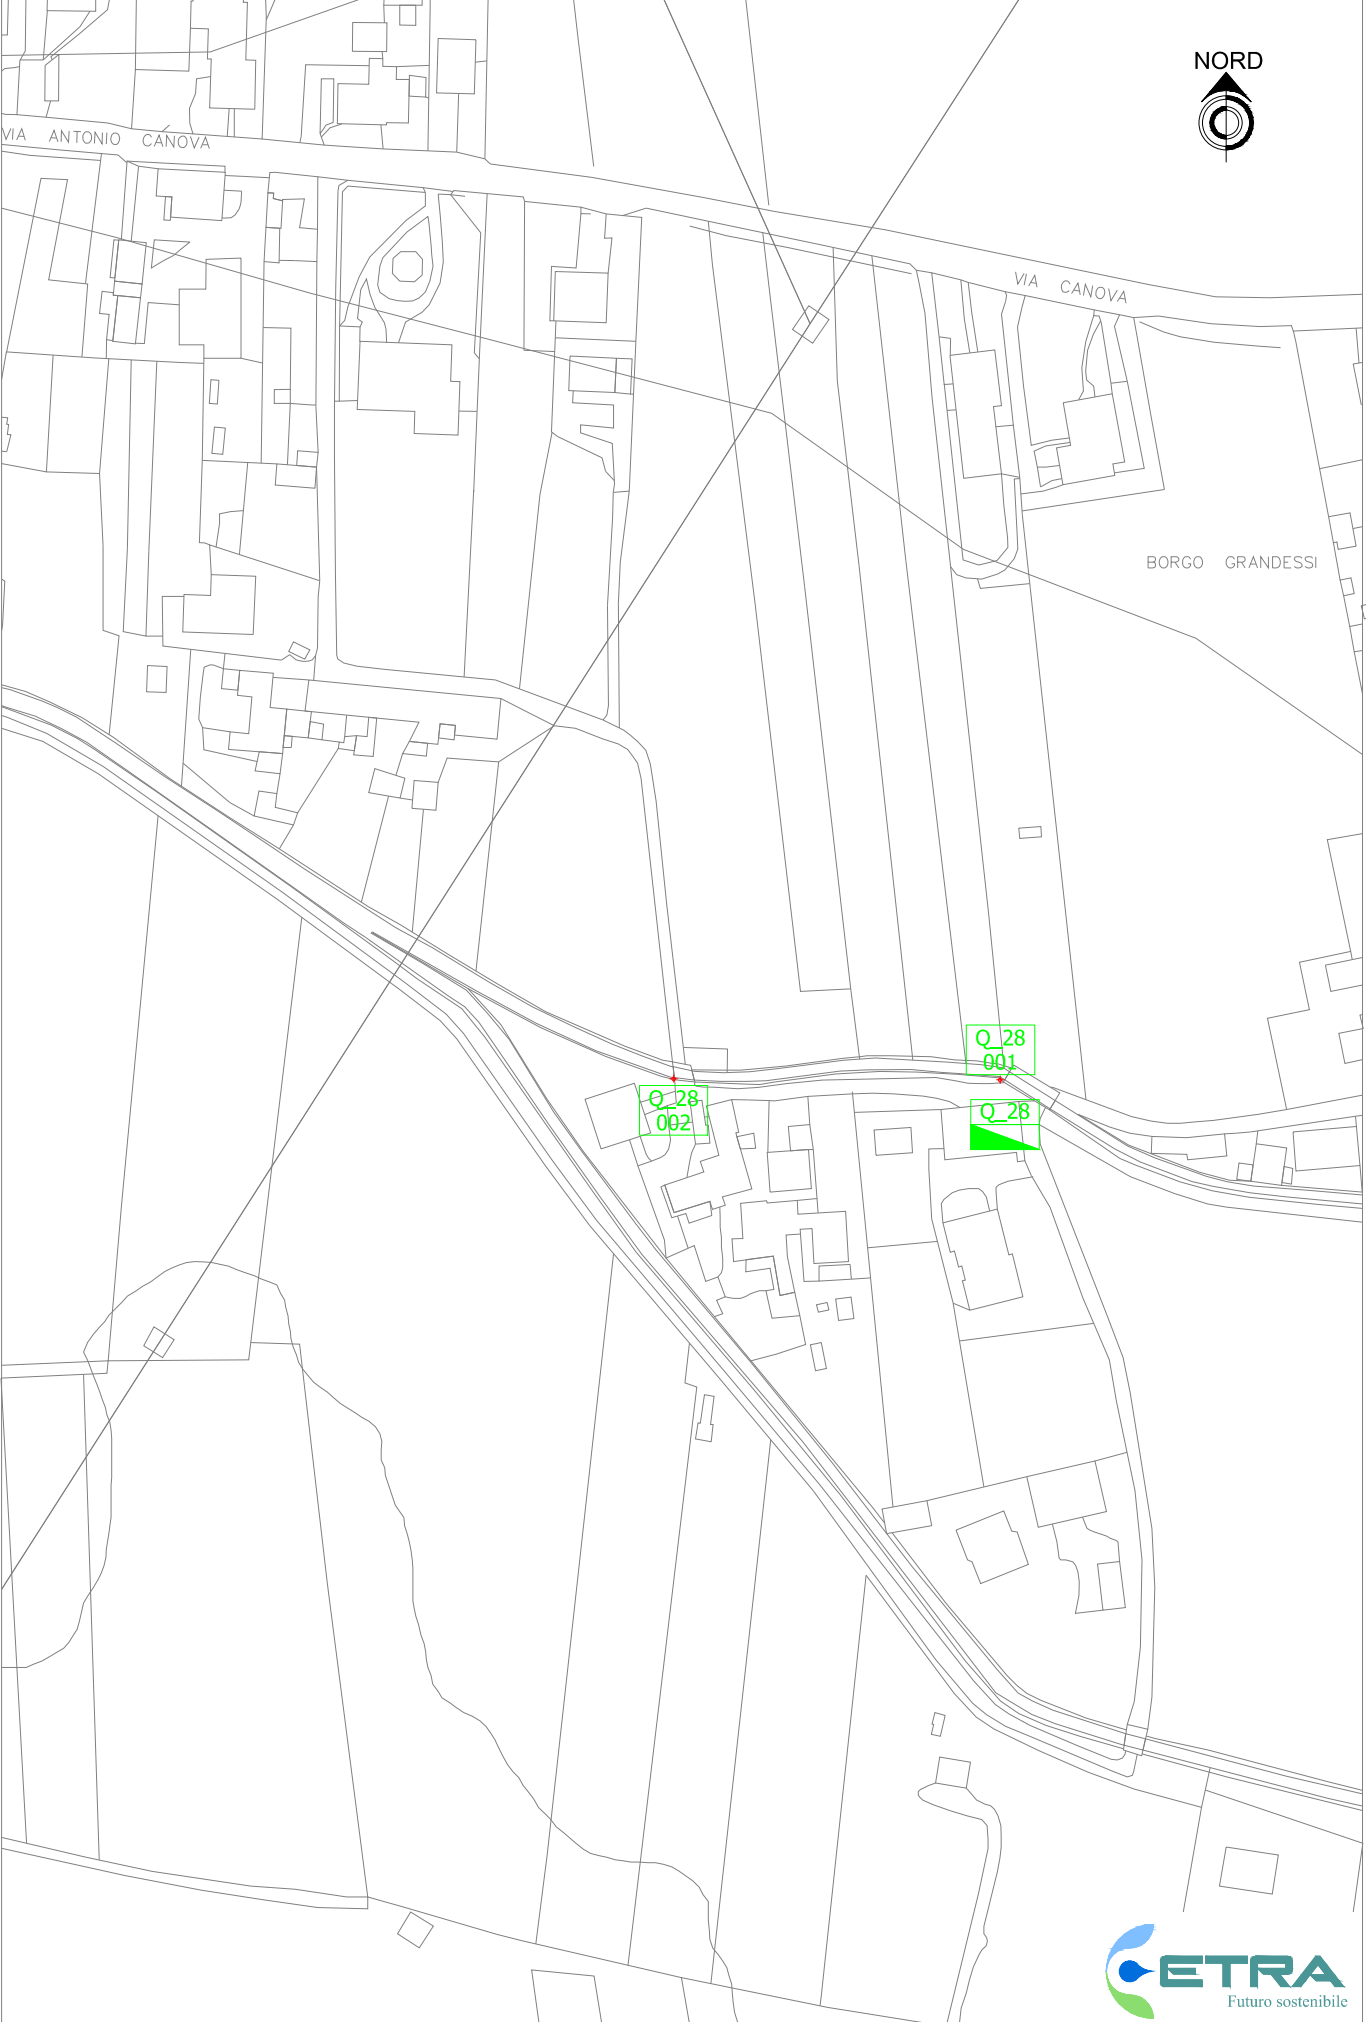 NORD
VIA ANTONIO CANOVA
VIA CANOVA
BORGO GRANDESSI
Q_28
001
Q_28
002
Q_28
ETRA
Futuro sostenibile